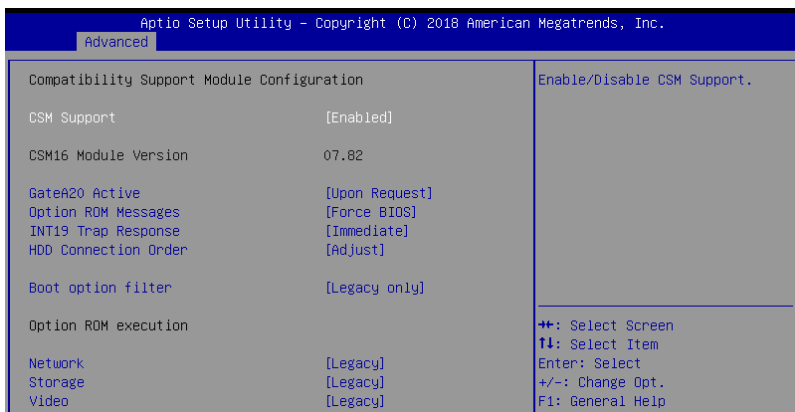 Aptio Setup Utility – Copyright (C) 2018 American Megatrends, Inc.
Advanced
Compatibility Support Module Configuration
CSM Support [Enabled]
CSM16 Module Version 07.82
GateA20 Active [Upon Request]
Option ROM Messages [Force BIOS]
INT19 Trap Response [Immediate]
HDD Connection Order [Adjust]
Boot option filter [Legacy only]
Option ROM execution
Network [Legacy]
Storage [Legacy]
Video [Legacy]
Enable/Disable CSM Support.
→←: Select Screen
↑↓: Select Item
Enter: Select
+/-: Change Opt.
F1: General Help